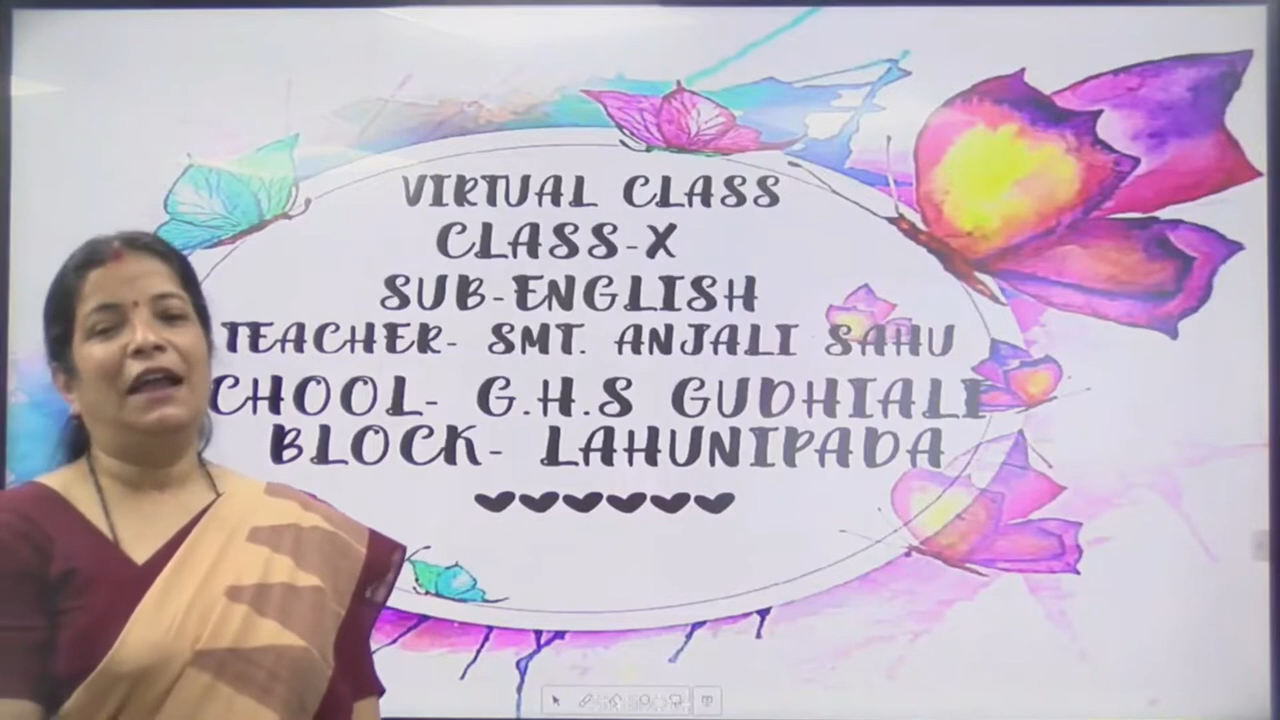 VIRTUAL CLASS
CLASS-X
SUB-ENGLISH
TEACHER- SMT. ANJALI SAHU
CHOOL- G.H.S GUDHIALI
BLOCK- LAHUNIPADA